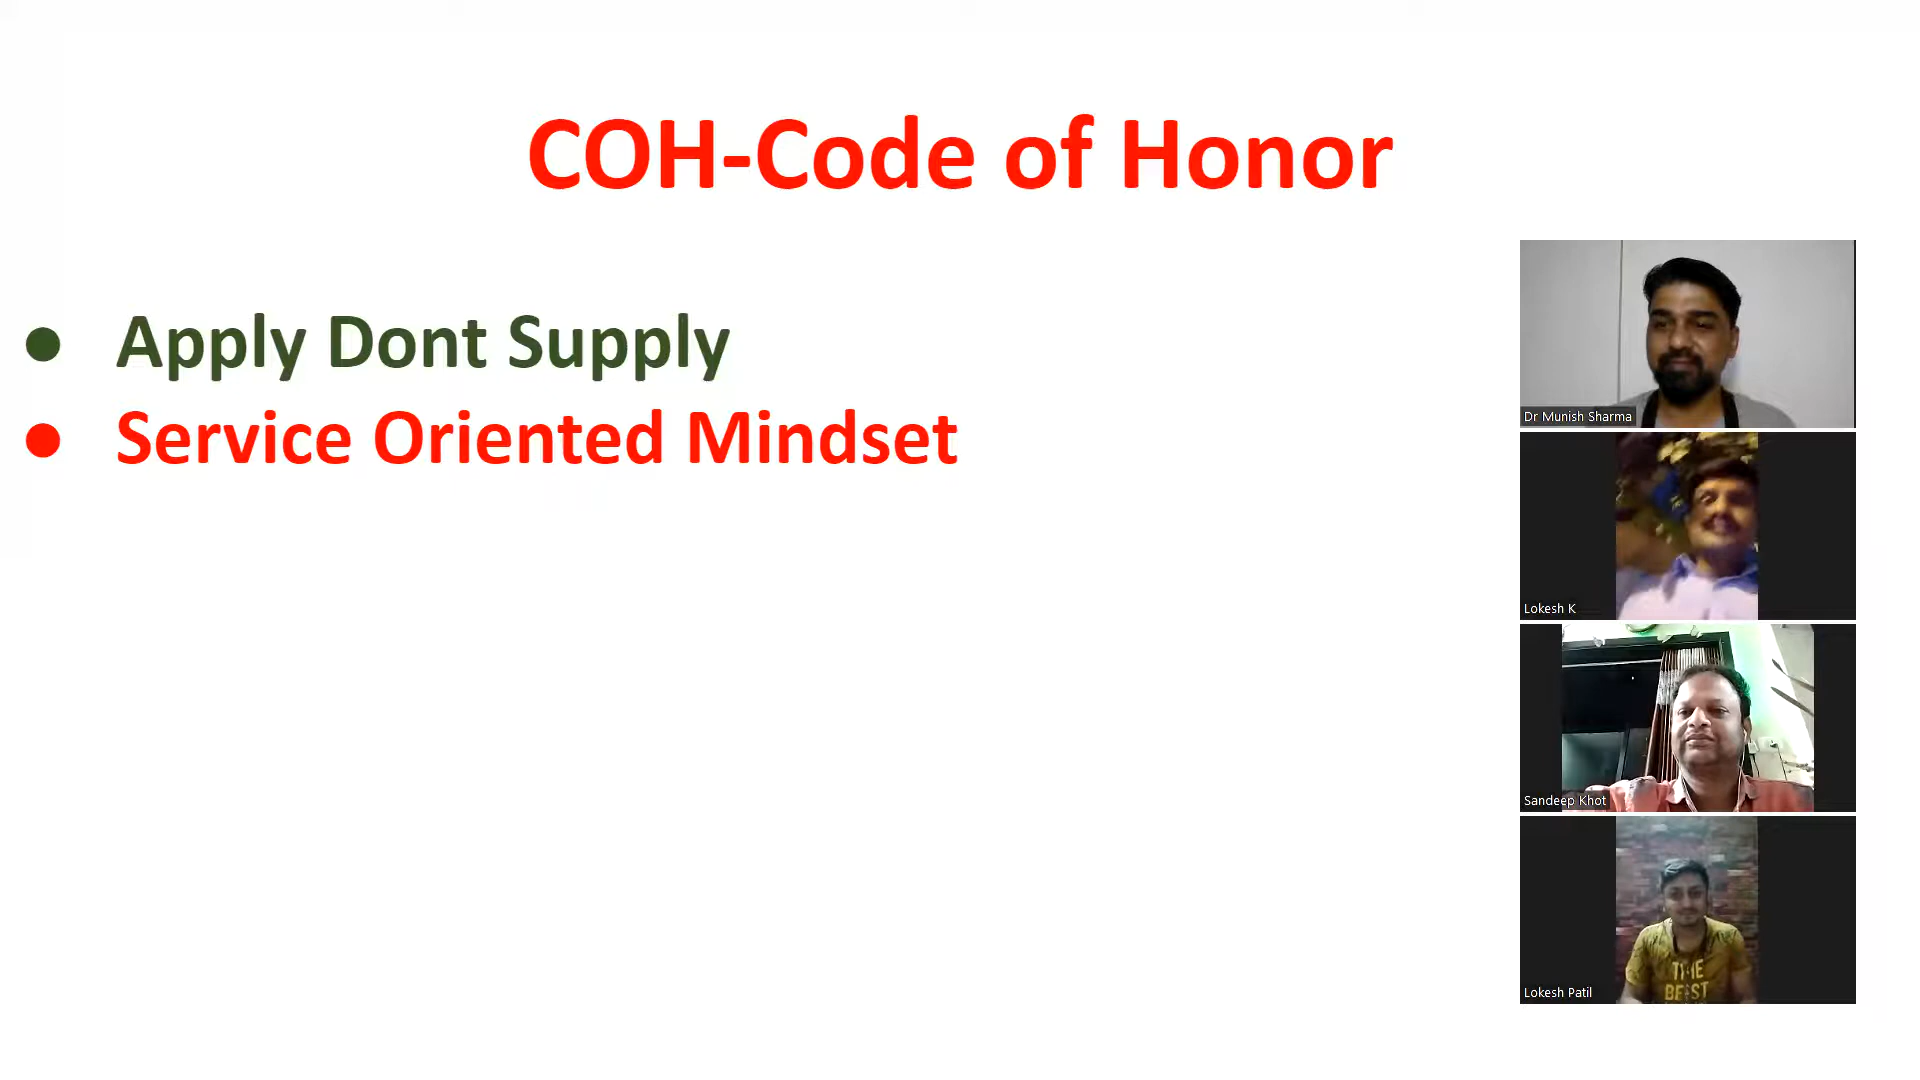 COH-Code of Honor
● Apply Dont Supply
● Service Oriented Mindset
Dr Munish Sharma
Lokesh K
Sandeep Khot
THE
BEST
Lokesh Patil